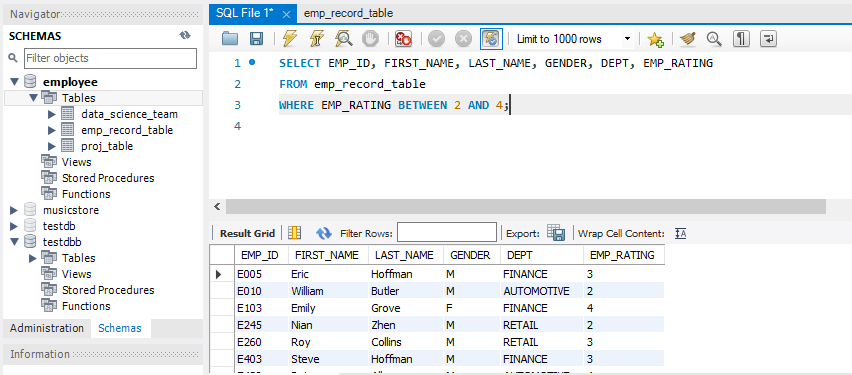 Navigator
SCHEMAS
Filter objects
employee
Tables
data_science_team
emp_record_table
proj_table
Views
Stored Procedures
Functions
musicstore
testdb
testdbb
Tables
Views
Stored Procedures
Functions
Administration Schemas
Information
SQL File 1* × emp_record_table
Limit to 1000 rows
1 SELECT EMP_ID, FIRST_NAME, LAST_NAME, GENDER, DEPT, EMP_RATING
2 FROM emp_record_table
3 WHERE EMP_RATING BETWEEN 2 AND 4;
4
Result Grid Filter Rows: Export: Wrap Cell Content:
EMP_ID FIRST_NAME LAST_NAME GENDER DEPT EMP_RATING
E005 Eric Hoffman M FINANCE 3
E010 William Butler M AUTOMOTIVE 2
E103 Emily Grove F FINANCE 4
E245 Nian Zhen M RETAIL 2
E260 Roy Collins M RETAIL 3
E403 Steve Hoffman M FINANCE 3